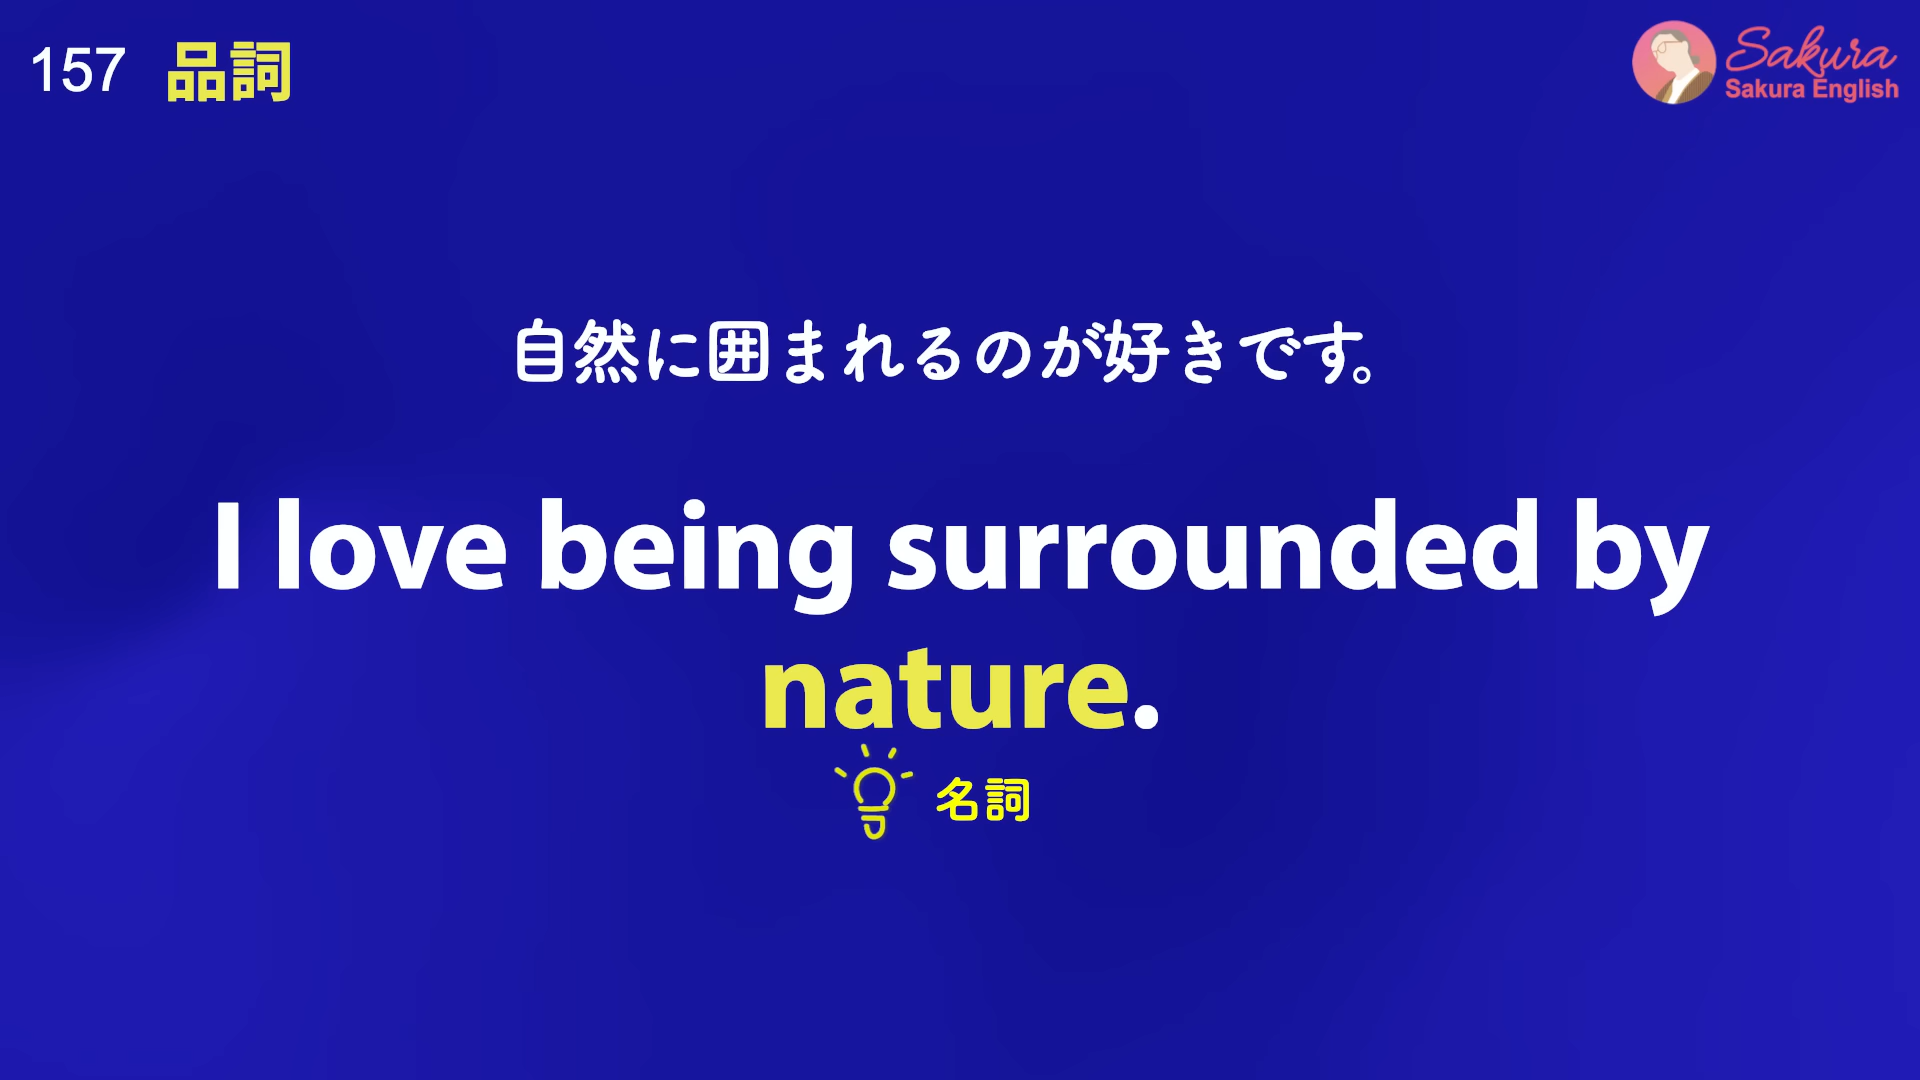 157 品詞
Sakura
Sakura English
自然に囲まれるのが好きです。
I love being surrounded by
nature.
名詞